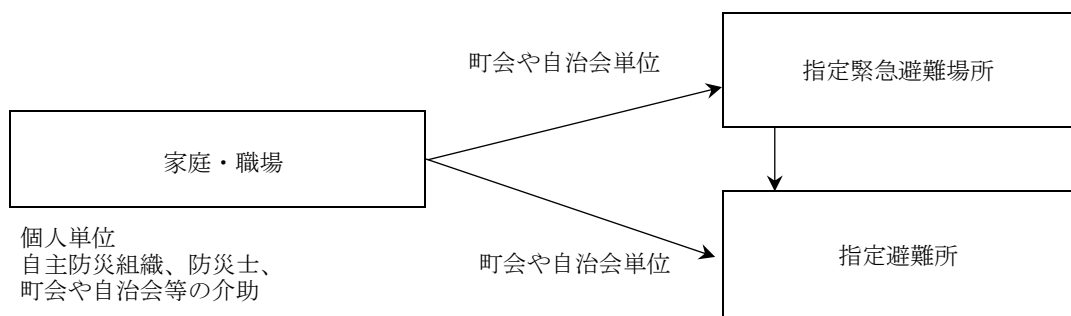 町会や自治会単位
指定緊急避難場所
家庭・職場
個人単位
自主防災組織、防災士、
町会や自治会等の介助
町会や自治会単位
指定避難所